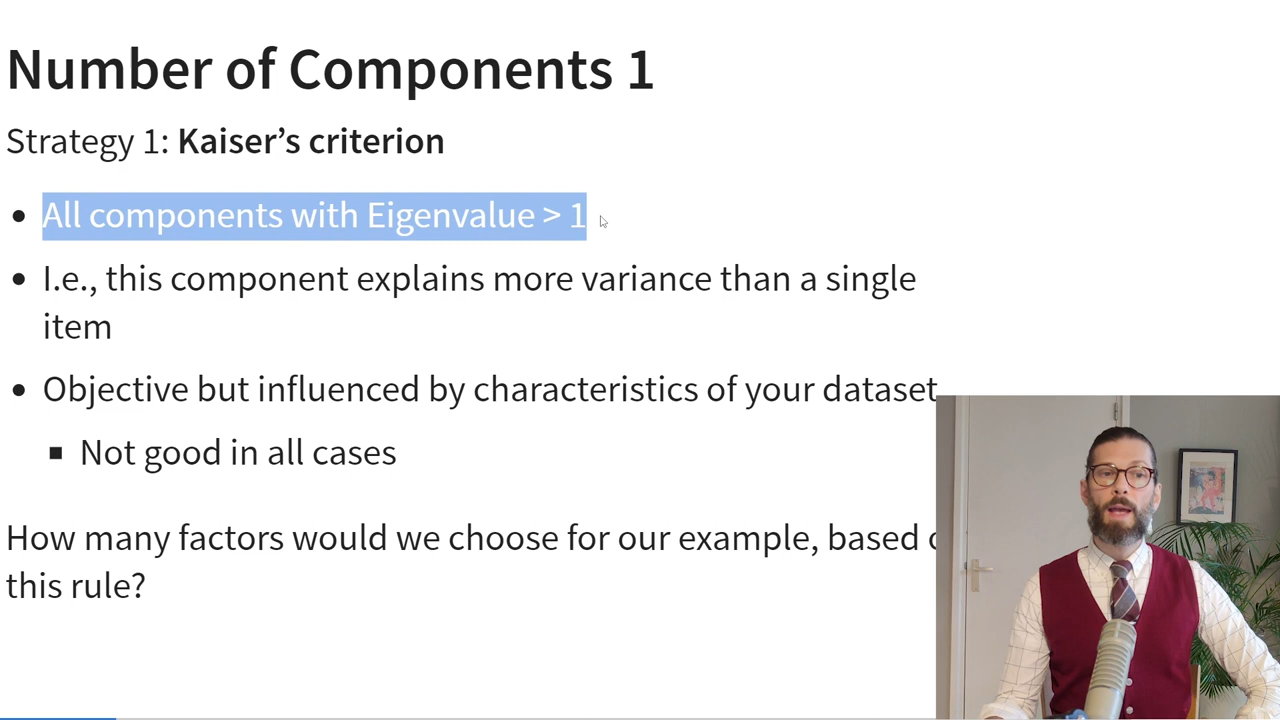 Number of Components 1
Strategy 1: Kaiser’s criterion
• All components with Eigenvalue > 1
• I.e., this component explains more variance than a single
item
• Objective but influenced by characteristics of your dataset
▪ Not good in all cases
How many factors would we choose for our example, based
this rule?